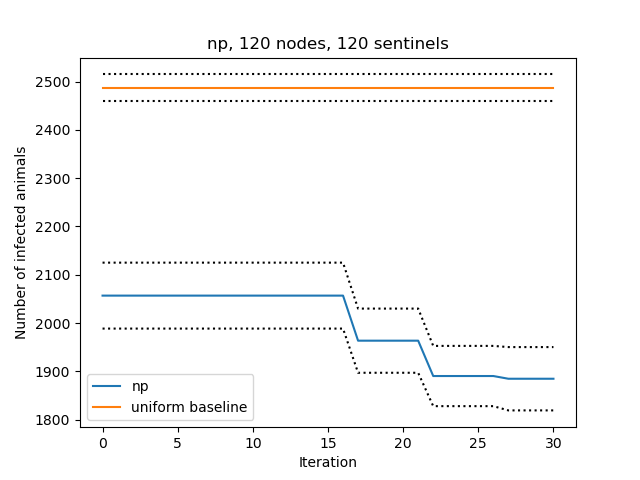 np, 120 nodes, 120 sentinels
Number of infected animals
2500
2400
2300
2200
2100
2000
1900
1800
np
uniform baseline
0 5 10 15 20 25 30
Iteration